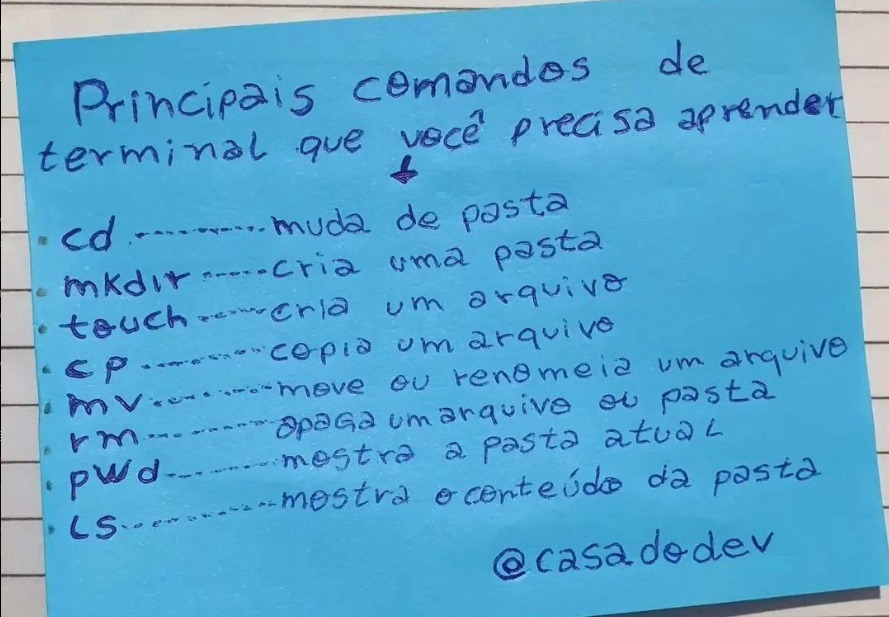 Principais comandos de
terminal que você precisa aprender
• cd ........... muda de pasta
• mkdir ...... cria uma pasta
• touch ....... cria um arquivo
• cp ........... copia um arquivo
• mv ........... move ou renomeia um arquivo
• rm ........... apaga um arquivo ou pasta
• pwd ......... mostra a pasta atual
• ls ............ mostra o conteúdo da pasta
@casadodev